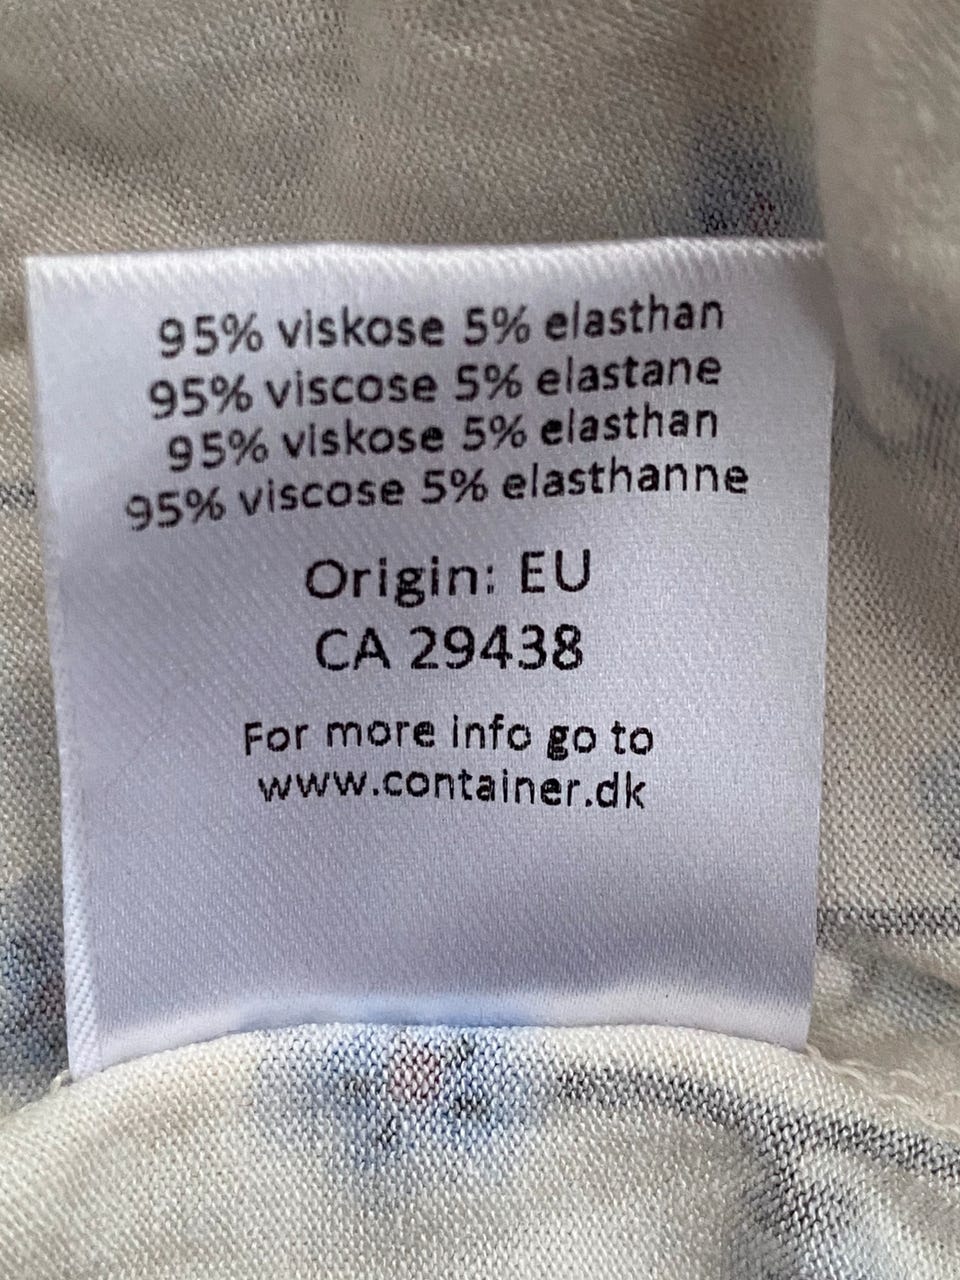 95% viskose 5% elasthan
95% viscose 5% elastane
95% viskose 5% elasthan
95% viscose 5% elasthanne
Origin: EU
CA 29438
For more info go to
www.container.dk